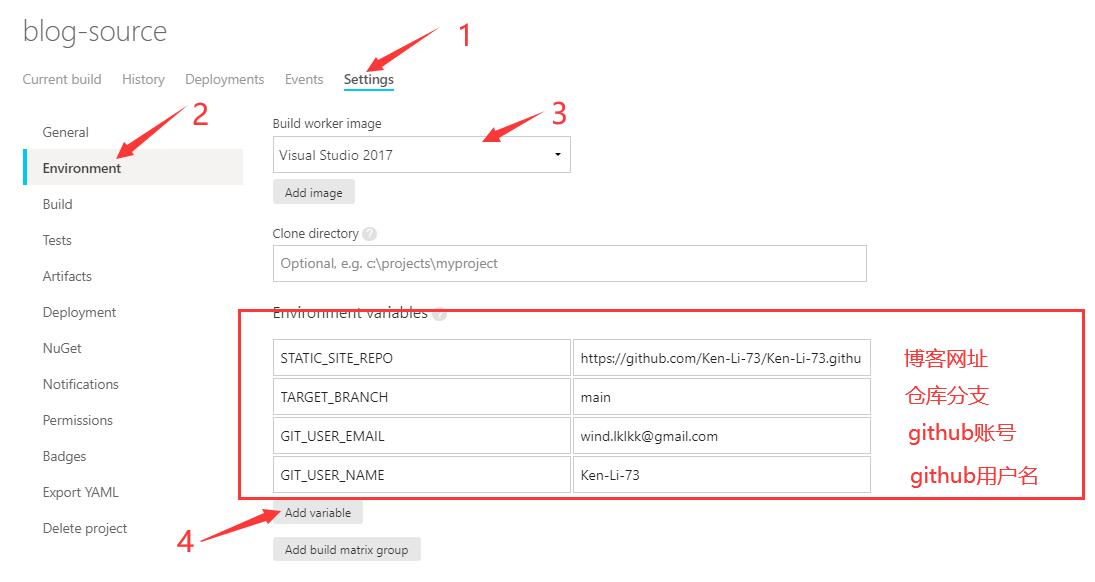 blog-source
1
Current build History Deployments Events Settings
2
General
Environment
Build
Tests
Artifacts
Deployment
NuGet
Notifications
Permissions
Badges
Export YAML
Delete project
Build worker image
3
Visual Studio 2017
Add image
Clone directory ?
Optional, e.g. c:\projects\myproject
Environment variables ?
STATIC_SITE_REPO https://github.com/Ken-Li-73/Ken-Li-73.githu 博客网址
TARGET_BRANCH main 仓库分支
GIT_USER_EMAIL wind.lklkk@gmail.com github账号
GIT_USER_NAME Ken-Li-73 github用户名
4 Add variable
Add build matrix group